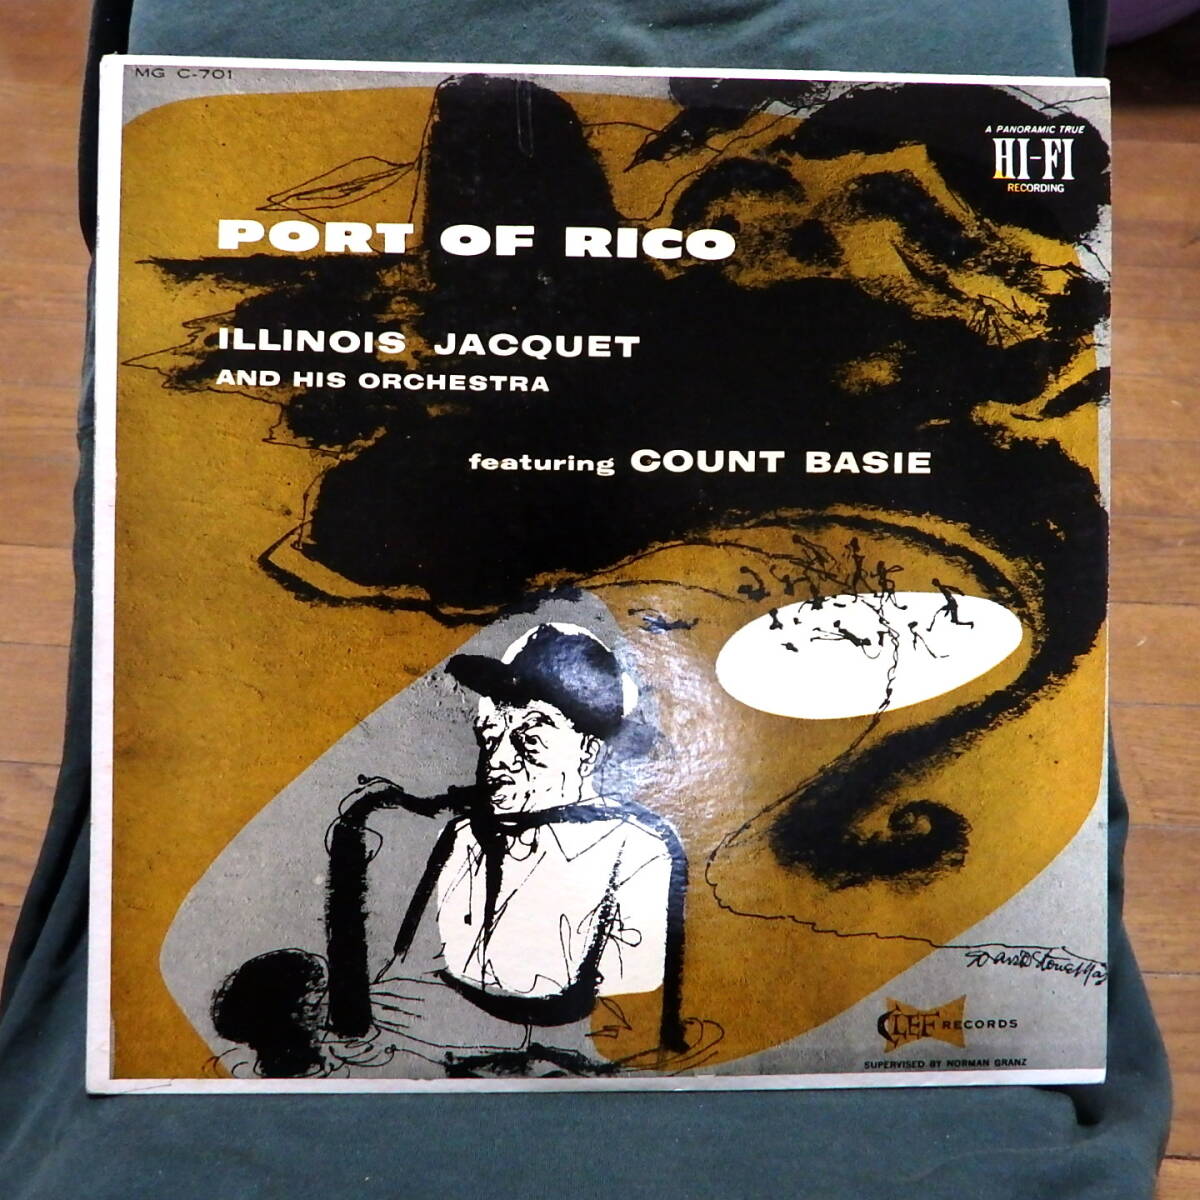 MG C-701
A PANORAMIC TRUE
HI-FI
RECORDING
PORT OF RICO
ILLINOIS JACQUET
AND HIS ORCHESTRA
featuring COUNT BASIE
CLEF RECORDS
SUPERVISED BY NORMAN GRANZ